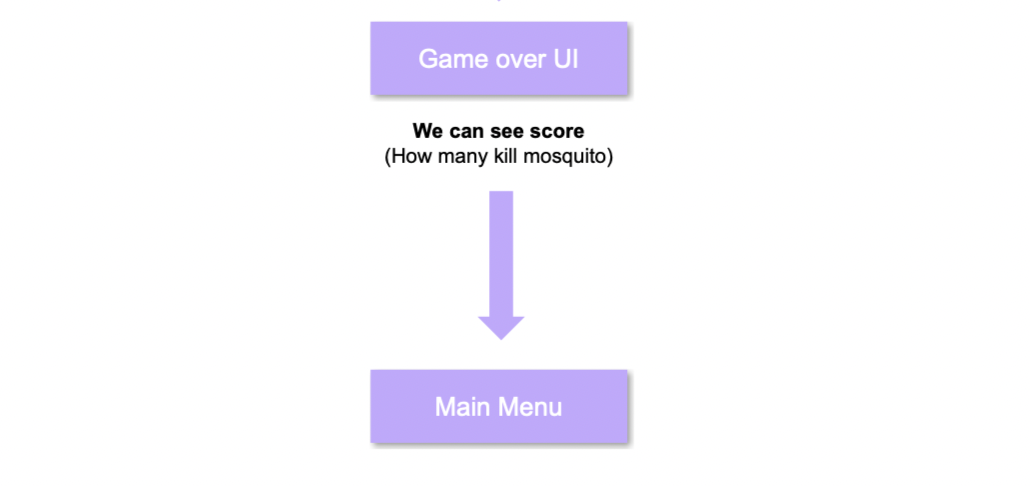 Game over UI
We can see score
(How many kill mosquito)
Main Menu